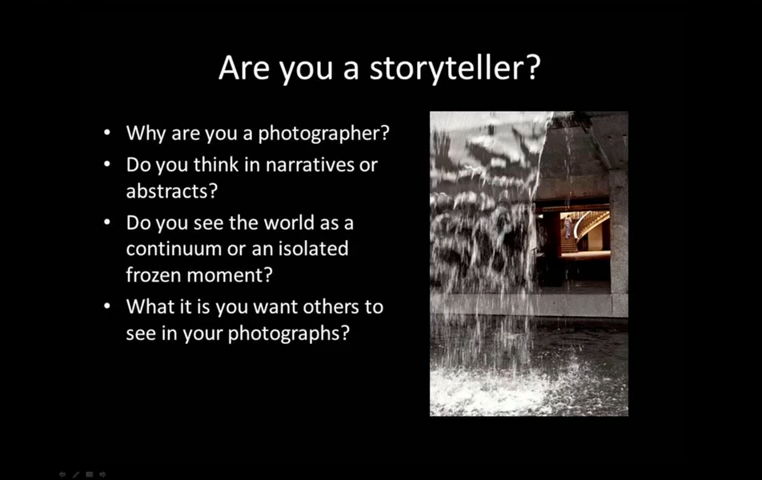 Are you a storyteller?
• Why are you a photographer?
• Do you think in narratives or
abstracts?
• Do you see the world as a
continuum or an isolated
frozen moment?
• What it is you want others to
see in your photographs?